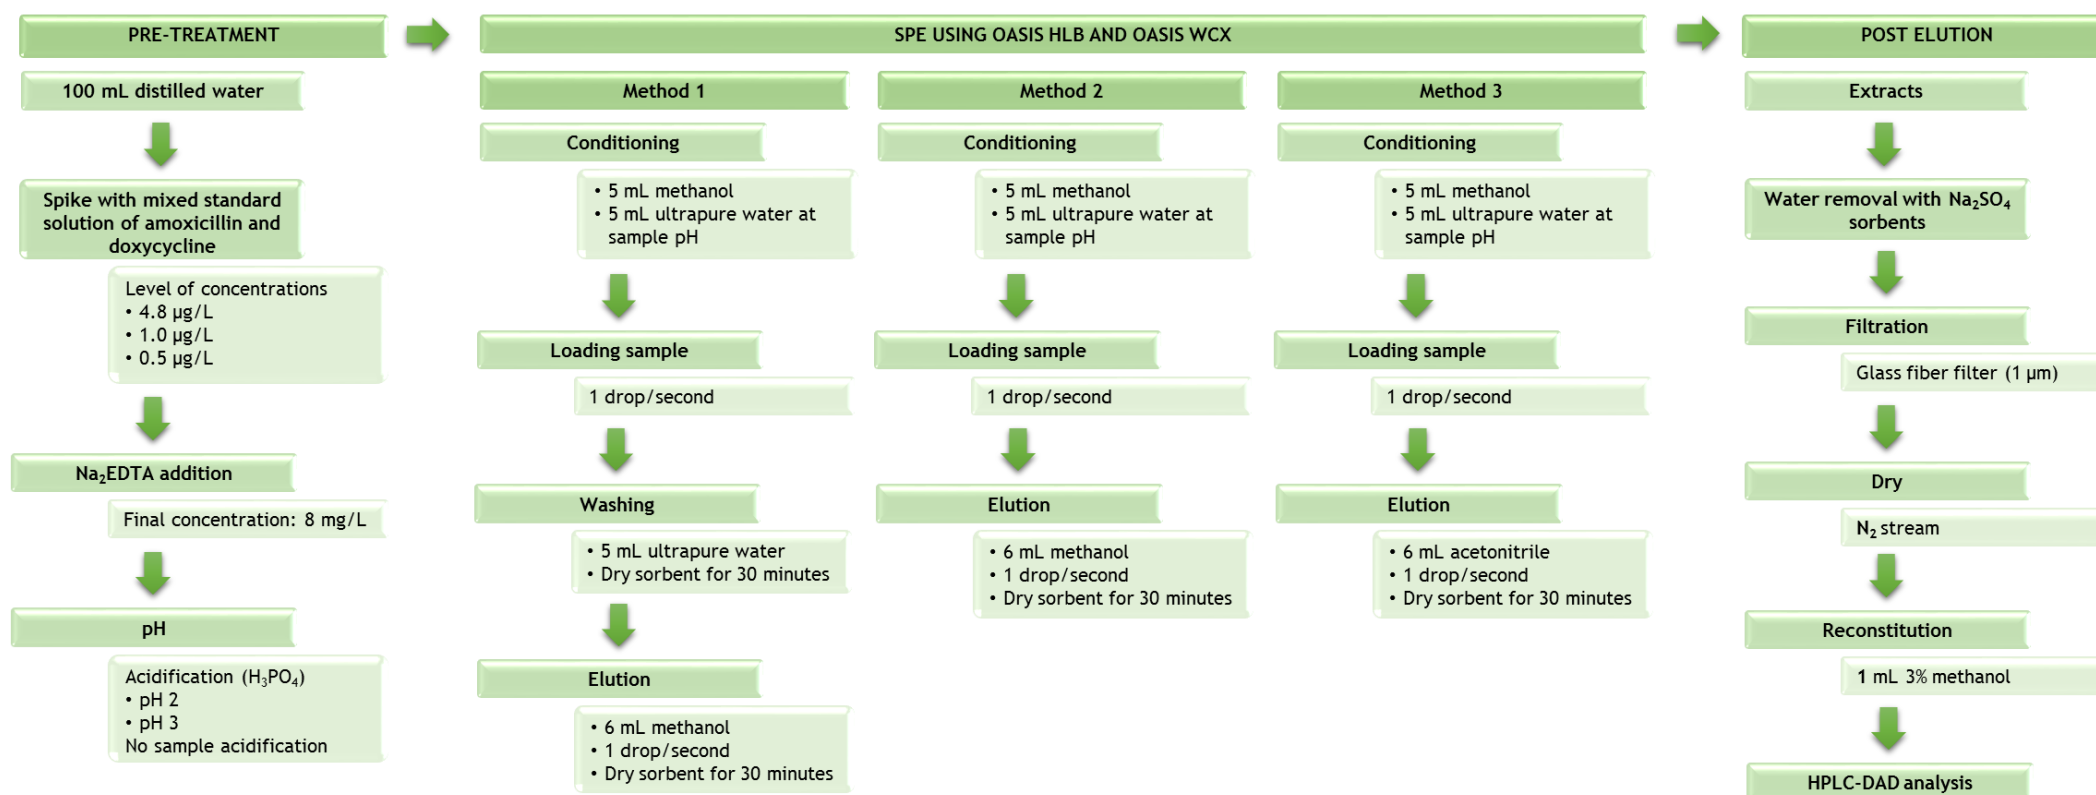 PRE-TREATMENT
100 mL distilled water
Spike with mixed standard
solution of amoxicillin and
doxycycline
Level of concentrations
• 4.8 µg/L
• 1.0 µg/L
• 0.5 µg/L
Na₂EDTA addition
Final concentration: 8 mg/L
pH
Acidification (H₃PO₄)
• pH 2
• pH 3
No sample acidification
SPE USING OASIS HLB AND OASIS WCX
Method 1
Conditioning
• 5 mL methanol
• 5 mL ultrapure water at
sample pH
Loading sample
1 drop/second
Washing
• 5 mL ultrapure water
• Dry sorbent for 30 minutes
Elution
• 6 mL methanol
• 1 drop/second
• Dry sorbent for 30 minutes
Method 2
Conditioning
• 5 mL methanol
• 5 mL ultrapure water at
sample pH
Loading sample
1 drop/second
Elution
• 6 mL methanol
• 1 drop/second
• Dry sorbent for 30 minutes
Method 3
Conditioning
• 5 mL methanol
• 5 mL ultrapure water at
sample pH
Loading sample
1 drop/second
Elution
• 6 mL acetonitrile
• 1 drop/second
• Dry sorbent for 30 minutes
POST ELUTION
Extracts
Water removal with Na₂SO₄
sorbents
Filtration
Glass fiber filter (1 µm)
Dry
N₂ stream
Reconstitution
1 mL 3% methanol
HPLC-DAD analysis